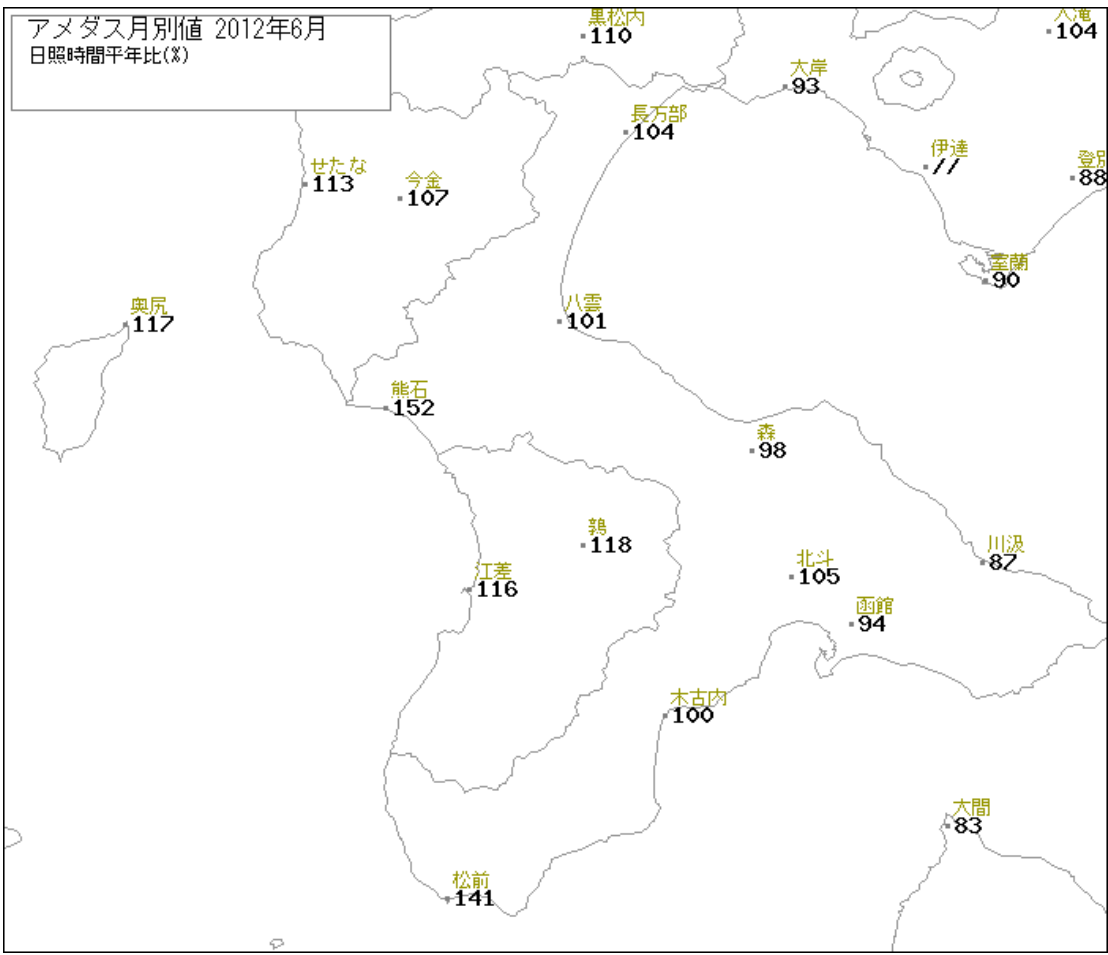 アメダス月別値 2012年6月
日照時間平年比(%)
黒松内
110
大滝
104
大岸
93
長万部
104
伊達
//
登別
88
せたな
113
今金
107
室蘭
90
奥尻
117
八雲
101
熊石
152
森
98
鶉
118
川汲
87
北斗
105
江差
116
函館
94
木古内
100
大間
83
松前
141